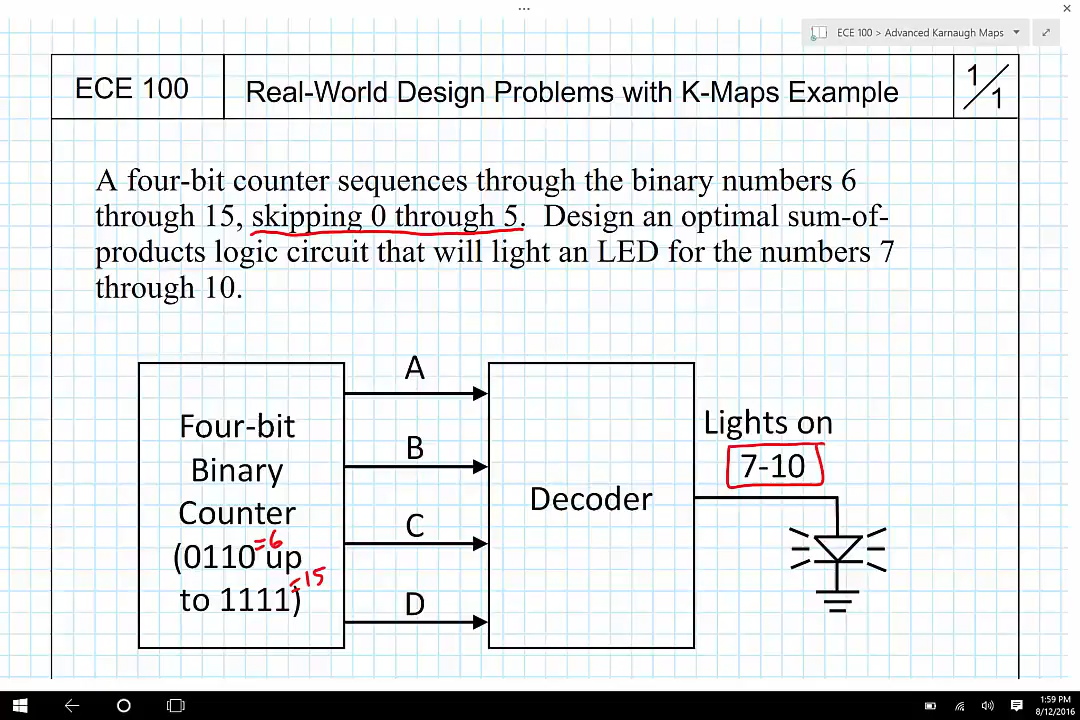 ECE 100 > Advanced Karnaugh Maps
ECE 100
Real-World Design Problems with K-Maps Example
1/1
A four-bit counter sequences through the binary numbers 6
through 15, skipping 0 through 5. Design an optimal sum-of-
products logic circuit that will light an LED for the numbers 7
through 10.
Four-bit
Binary
Counter
(0110 =6 up
to 1111) =15
A
B
C
D
Decoder
Lights on
7-10
1:59 PM
8/12/2016